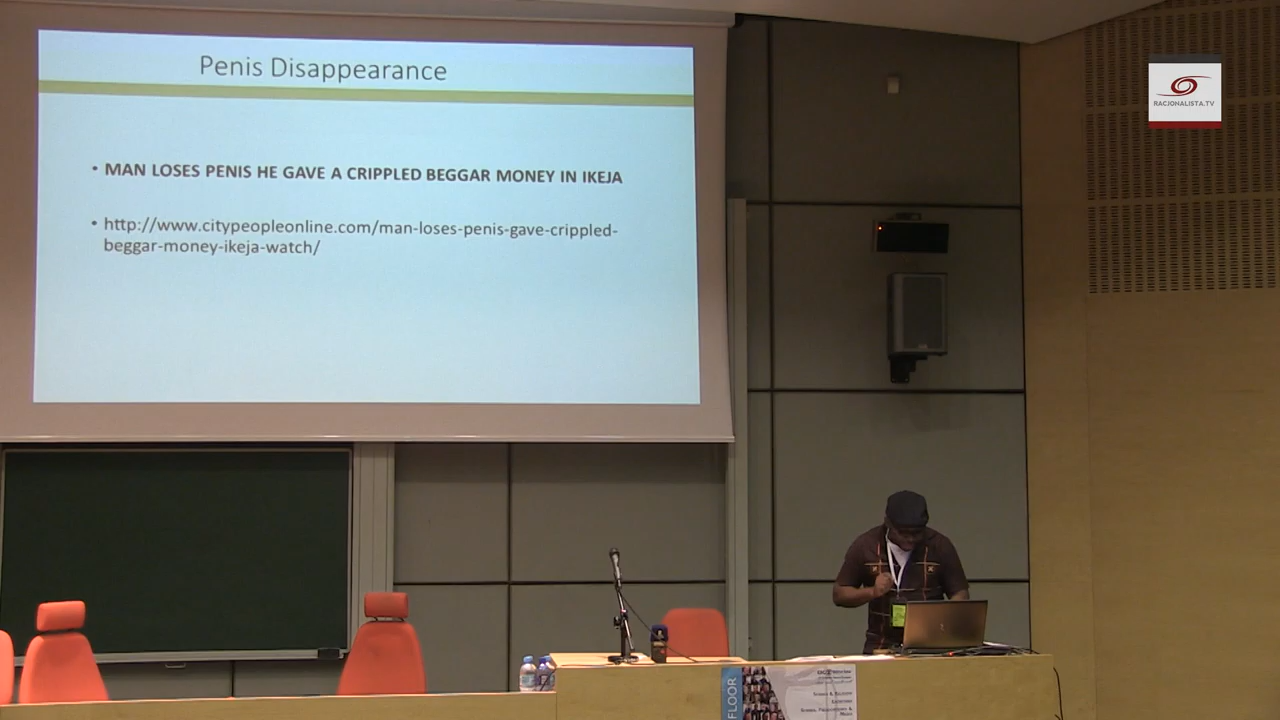 Penis Disappearance
• MAN LOSES PENIS HE GAVE A CRIPPLED BEGGAR MONEY IN IKEJA
• http://www.citypeopleonline.com/man-loses-penis-gave-crippled-
beggar-money-ikeja-watch/
RACJONALISTA.TV
FLOOR